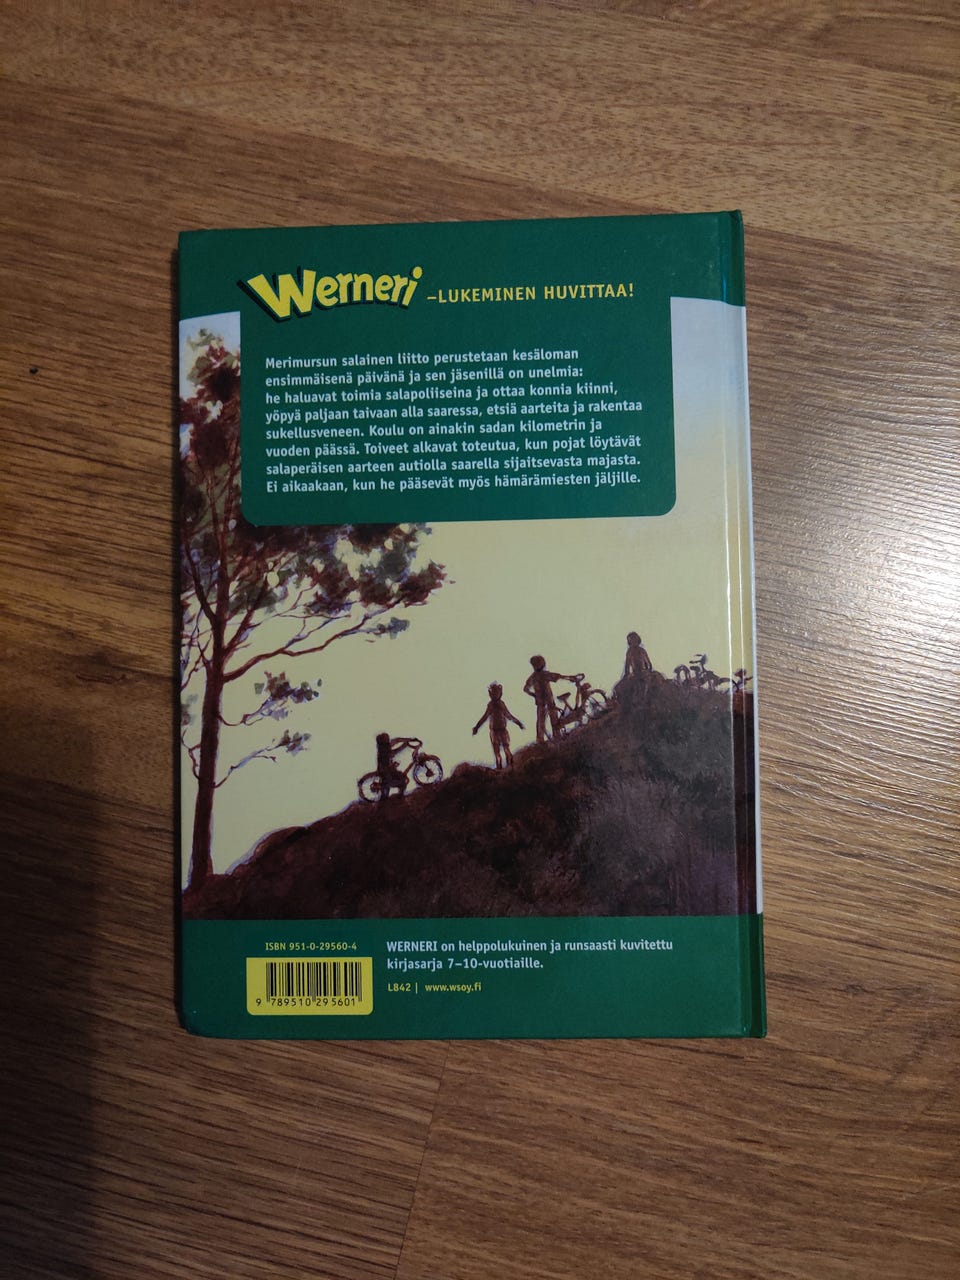 Werneri –LUKEMINEN HUVITTAA!
Merimursun salainen liitto perustetaan kesäloman
ensimmäisenä päivänä ja sen jäsenillä on unelmia:
he haluavat toimia salapoliiseina ja ottaa konnia kiinni,
yöpyä paljaan taivaan alla saaressa, etsiä aarteita ja rakentaa
sukellusveneen. Koulu on ainakin sadan kilometrin ja
vuoden päässä. Toiveet alkavat toteutua, kun pojat löytävät
salaperäisen aarteen autiolla saarella sijaitsevasta majasta.
Ei aikaakaan, kun he pääsevät myös hämärämiesten jäljille.
ISBN 951-0-29560-4
9 789510 295601
WERNERI on helppolukuinen ja runsaasti kuvitettu
kirjasarja 7–10-vuotiaille.
L842 | www.wsoy.fi